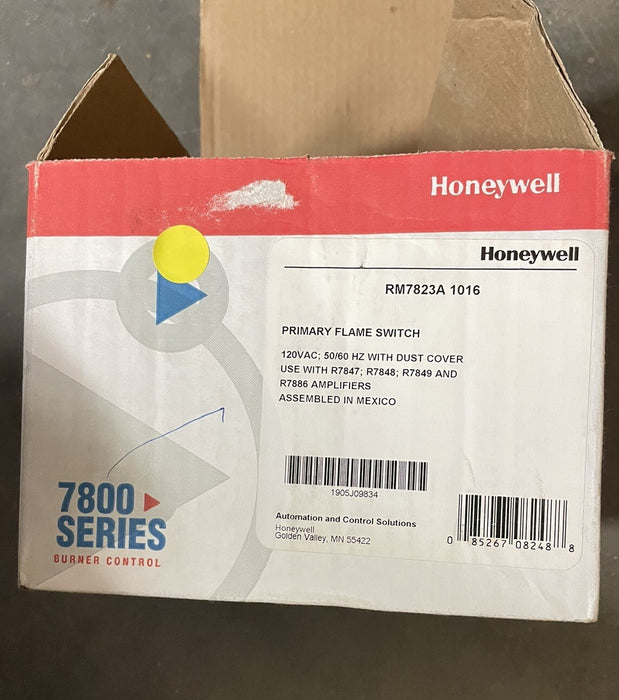 Honeywell
Honeywell
RM7823A 1016
PRIMARY FLAME SWITCH
120VAC; 50/60 HZ WITH DUST COVER
USE WITH R7847; R7848; R7849 AND
R7886 AMPLIFIERS
ASSEMBLED IN MEXICO
1905J09834
Automation and Control Solutions
Honeywell
Golden Valley, MN 55422
0 85267 08248 8
7800
SERIES
BURNER CONTROL